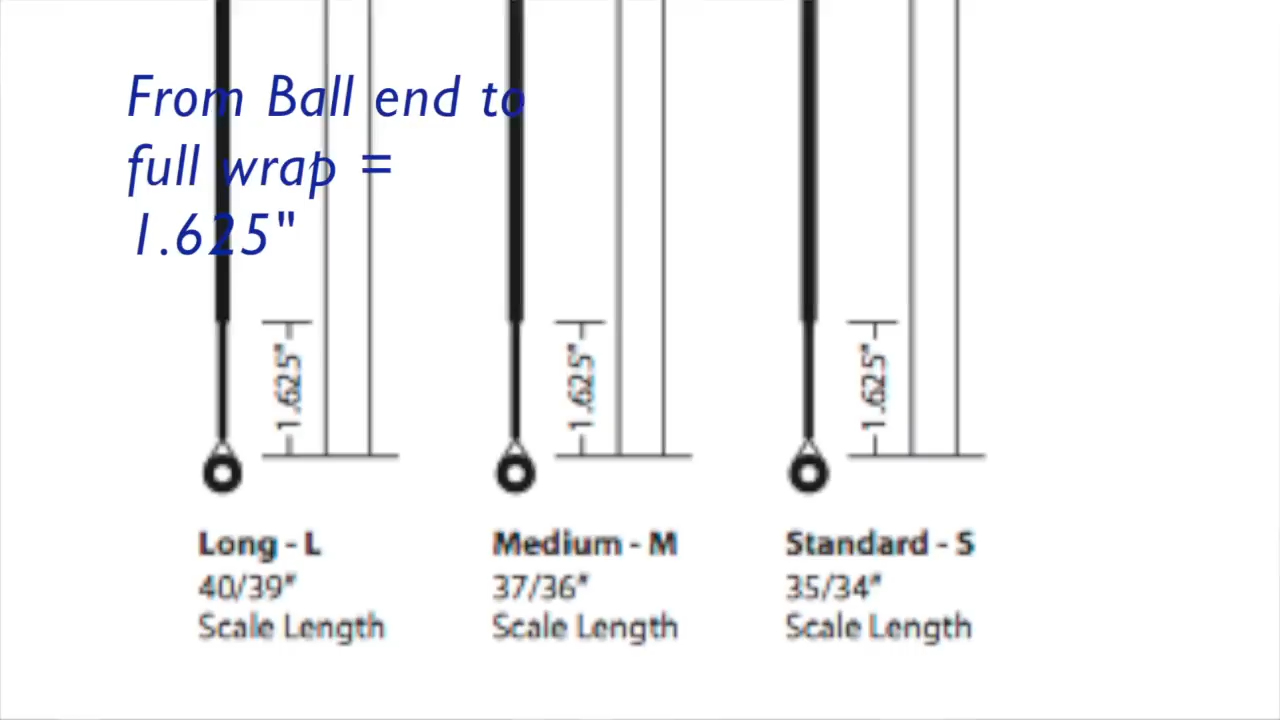 From Ball end to
full wrap =
1.625"
1.625"
1.625"
1.625"
Long - L
40/39"
Scale Length
Medium - M
37/36"
Scale Length
Standard - S
35/34"
Scale Length